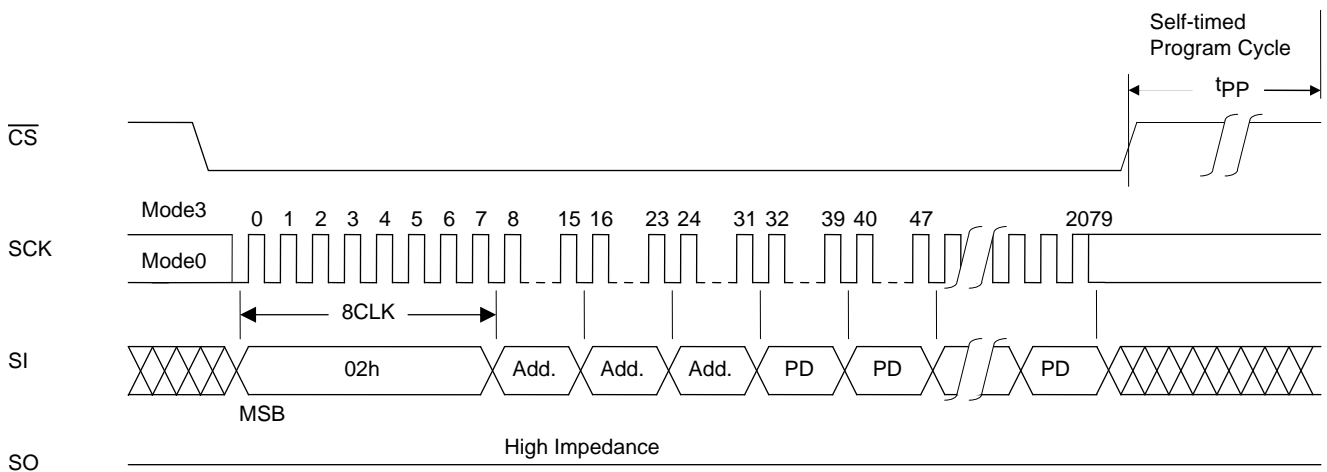 Self-timed
Program Cycle
tPP
CS
Mode3
0 1 2 3 4 5 6 7 8 15 16 23 24 31 32 39 40 47 2079
SCK
Mode0
8CLK
SI
02h Add. Add. Add. PD PD PD
MSB
High Impedance
SO